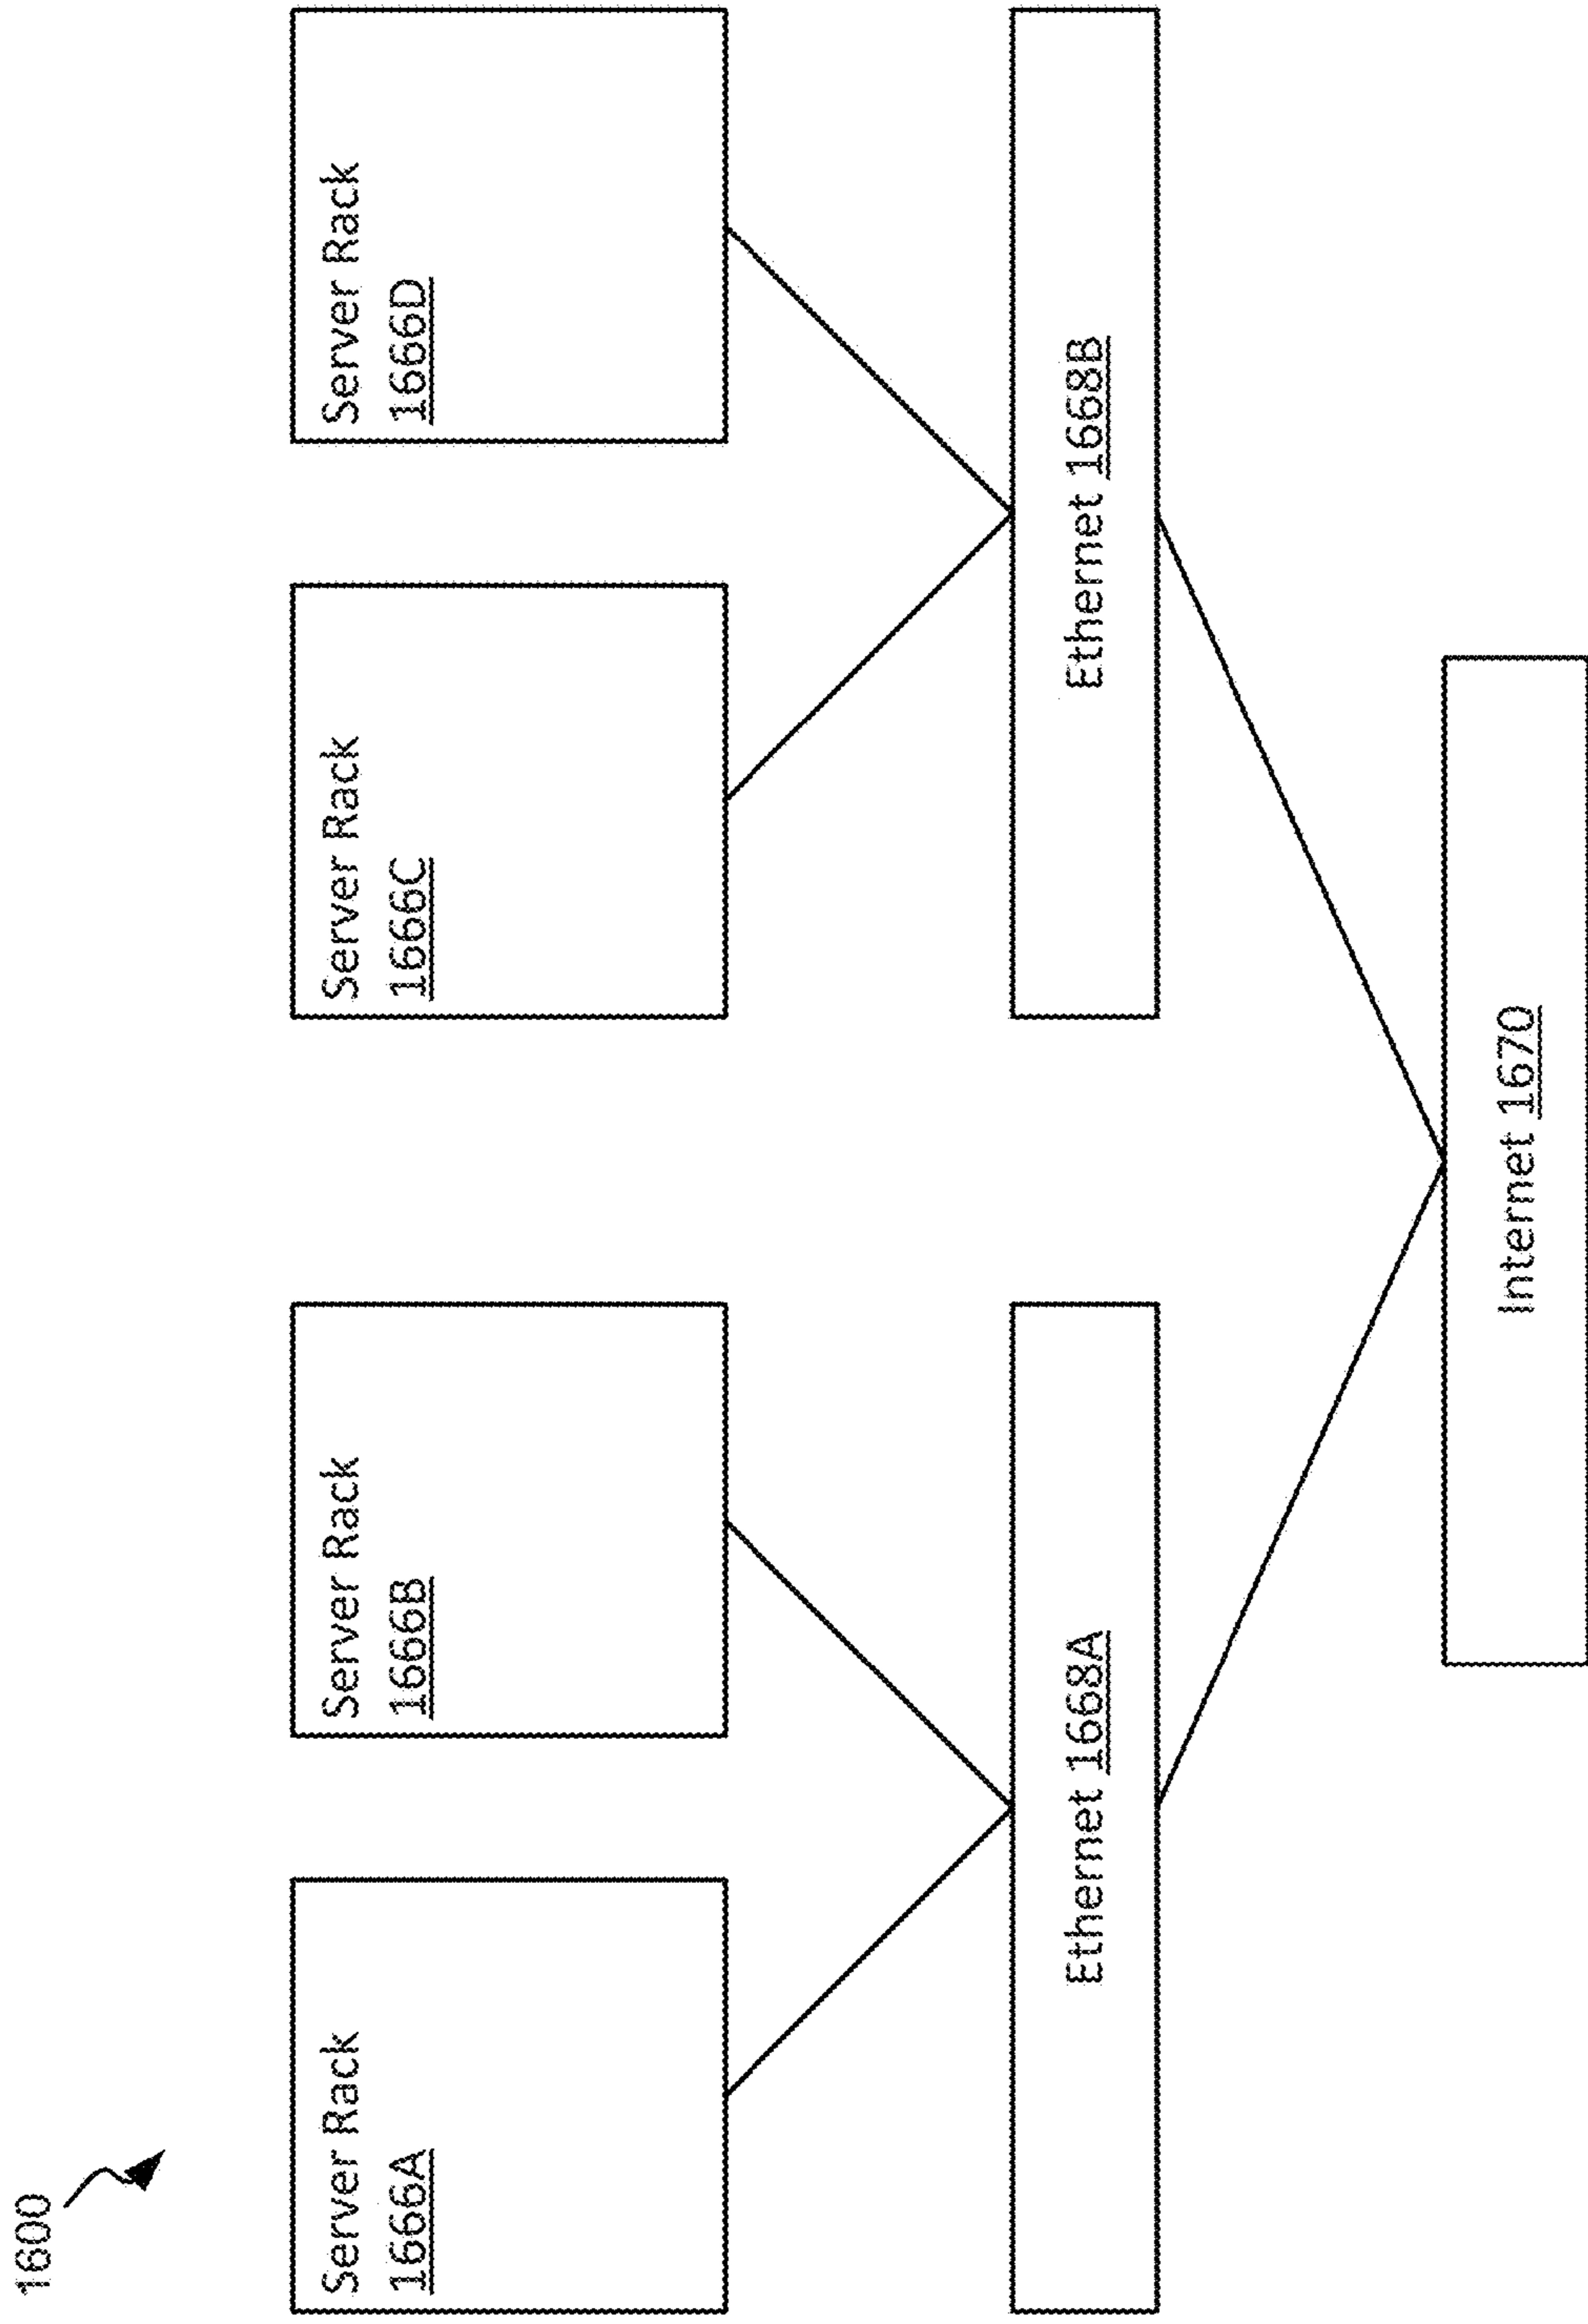 1600
Server Rack
1666A
Server Rack
1666B
Server Rack
1666C
Server Rack
1666D
Ethernet 1668A
Ethernet 1668B
Internet 1670